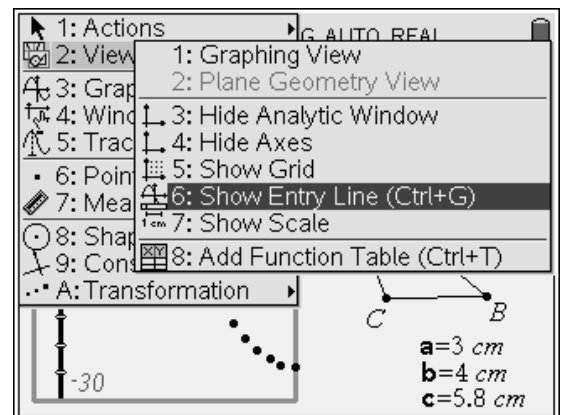 1: Actions
G AUTO REAL
2: View
1: Graphing View
2: Plane Geometry View
3: Grap
3: Hide Analytic Window
4: Wind
4: Hide Axes
5: Trac
5: Show Grid
6: Poin
6: Show Entry Line (Ctrl+G)
7: Mea
1 cm 7: Show Scale
8: Shap
8: Add Function Table (Ctrl+T)
9: Cons
A: Transformation
C
B
a=3 cm
-30
b=4 cm
c=5.8 cm